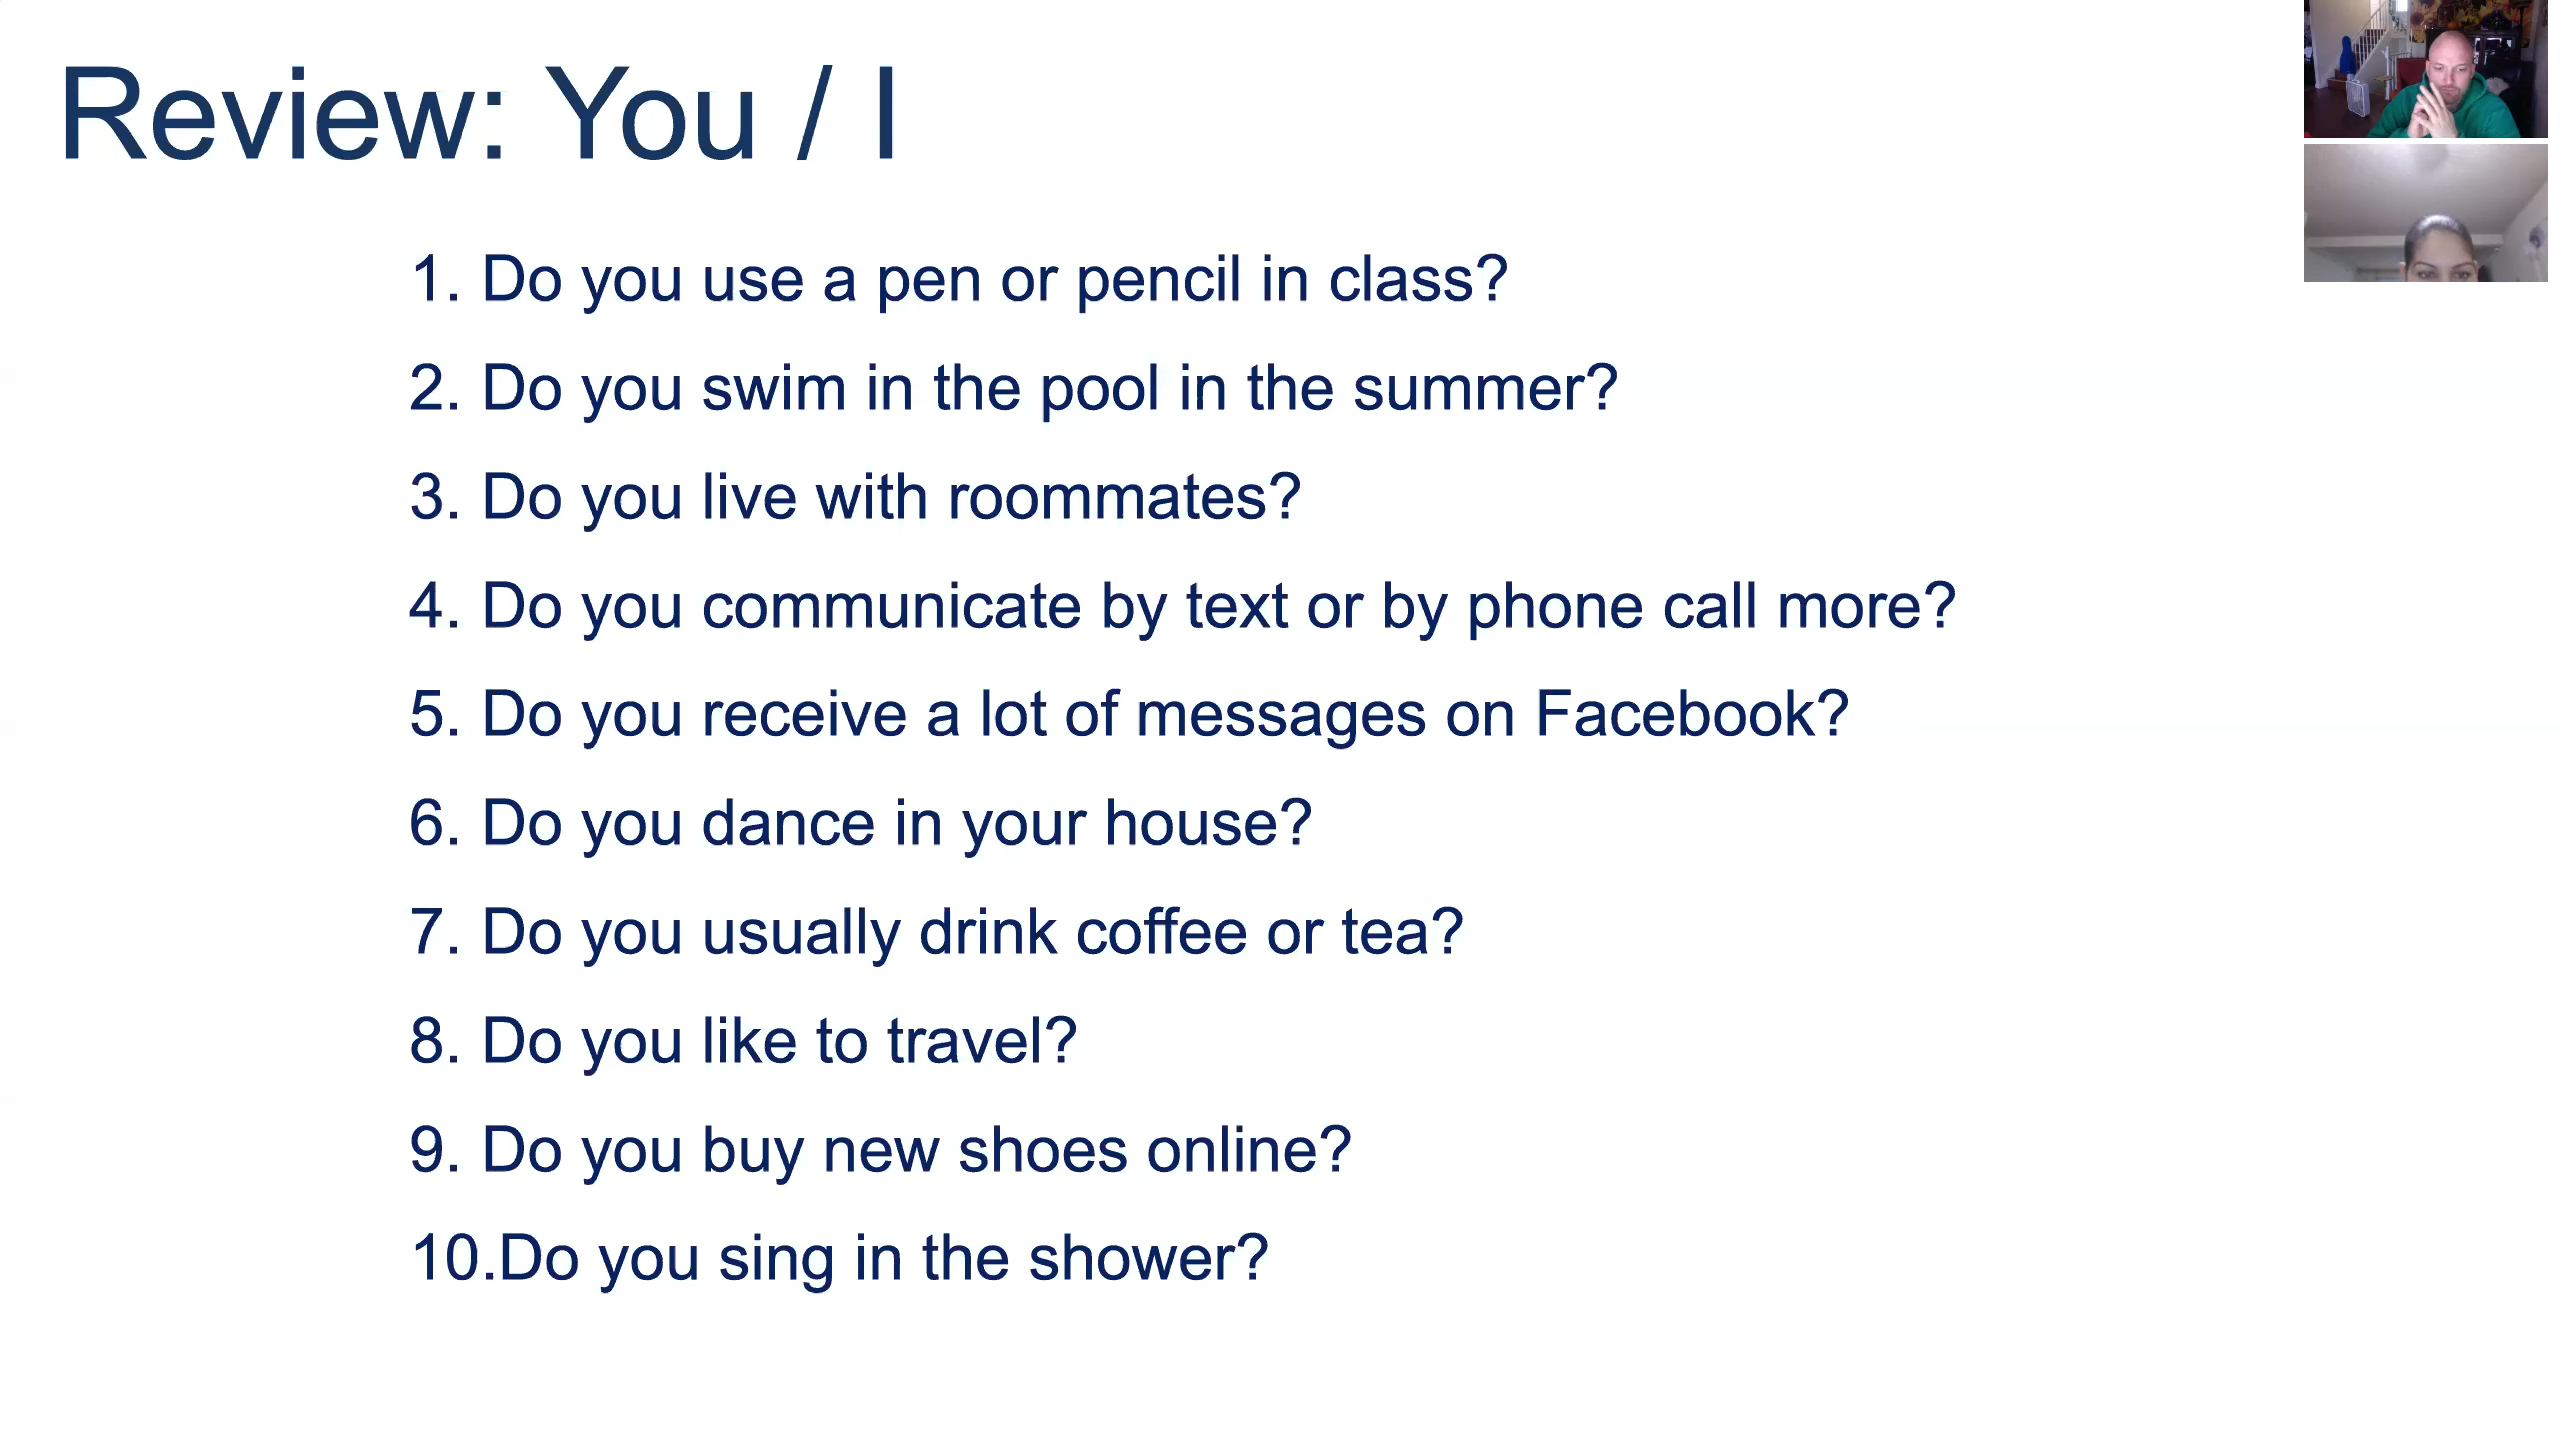 Review: You / I
1. Do you use a pen or pencil in class?
2. Do you swim in the pool in the summer?
3. Do you live with roommates?
4. Do you communicate by text or by phone call more?
5. Do you receive a lot of messages on Facebook?
6. Do you dance in your house?
7. Do you usually drink coffee or tea?
8. Do you like to travel?
9. Do you buy new shoes online?
10.Do you sing in the shower?